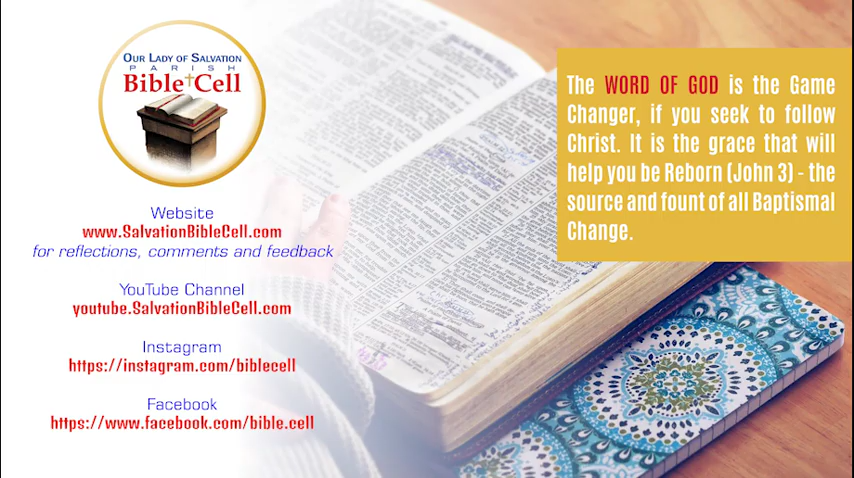 OUR LADY OF SALVATION
PARISH
Bible Cell
Website
www.SalvationBibleCell.com
for reflections, comments and feedback
YouTube Channel
youtube.SalvationBibleCell.com
Instagram
https://instagram.com/biblecell
Facebook
https://www.facebook.com/bible.cell
The WORD OF GOD is the Game
Changer, if you seek to follow
Christ. It is the grace that will
help you be Reborn (John 3) - the
source and fount of all Baptismal
Change.